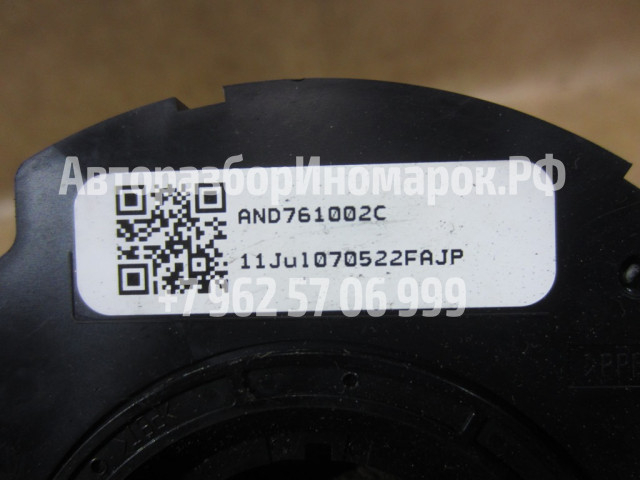 АвторазборИномарок.РФ
AND761002C
11Jul070522FAJP
+7 962 57 06 999